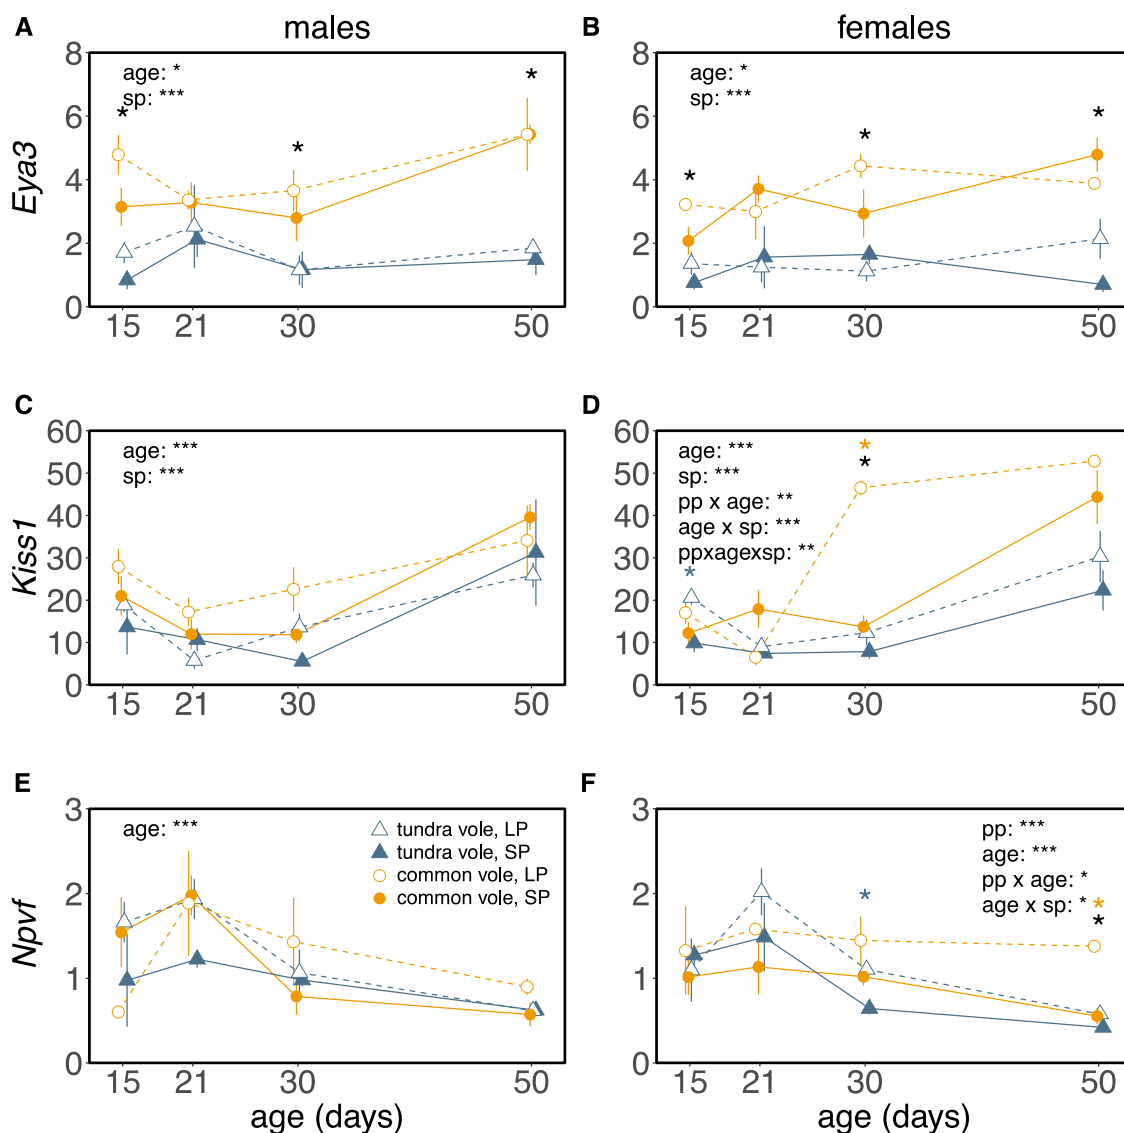 A
males
8
6
4
2
0
Eya3
age: *
sp: ***
*
*
*
15
21
30
50
B
females
8
6
4
2
0
age: *
sp: ***
*
*
*
15
21
30
50
C
60
50
40
30
20
10
0
Kiss1
age: ***
sp: ***
15
21
30
50
D
60
50
40
30
20
10
0
age: ***
sp: ***
pp x age: **
age x sp: ***
ppxagexsp: **
*
*
*
15
21
30
50
E
3
2
1
0
Npvf
age: ***
tundra vole, LP
tundra vole, SP
common vole, LP
common vole, SP
15
21
30
50
age (days)
F
3
2
1
0
pp: ***
age: ***
pp x age: *
age x sp: *
*
*
*
15
21
30
50
age (days)